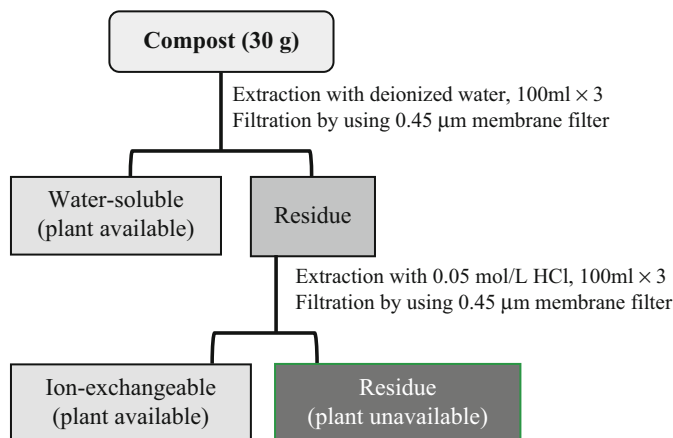 Compost (30 g)
Extraction with deionized water, 100ml × 3
Filtration by using 0.45 μm membrane filter
Water-soluble
(plant available)
Residue
Extraction with 0.05 mol/L HCl, 100ml × 3
Filtration by using 0.45 μm membrane filter
Ion-exchangeable
(plant available)
Residue
(plant unavailable)